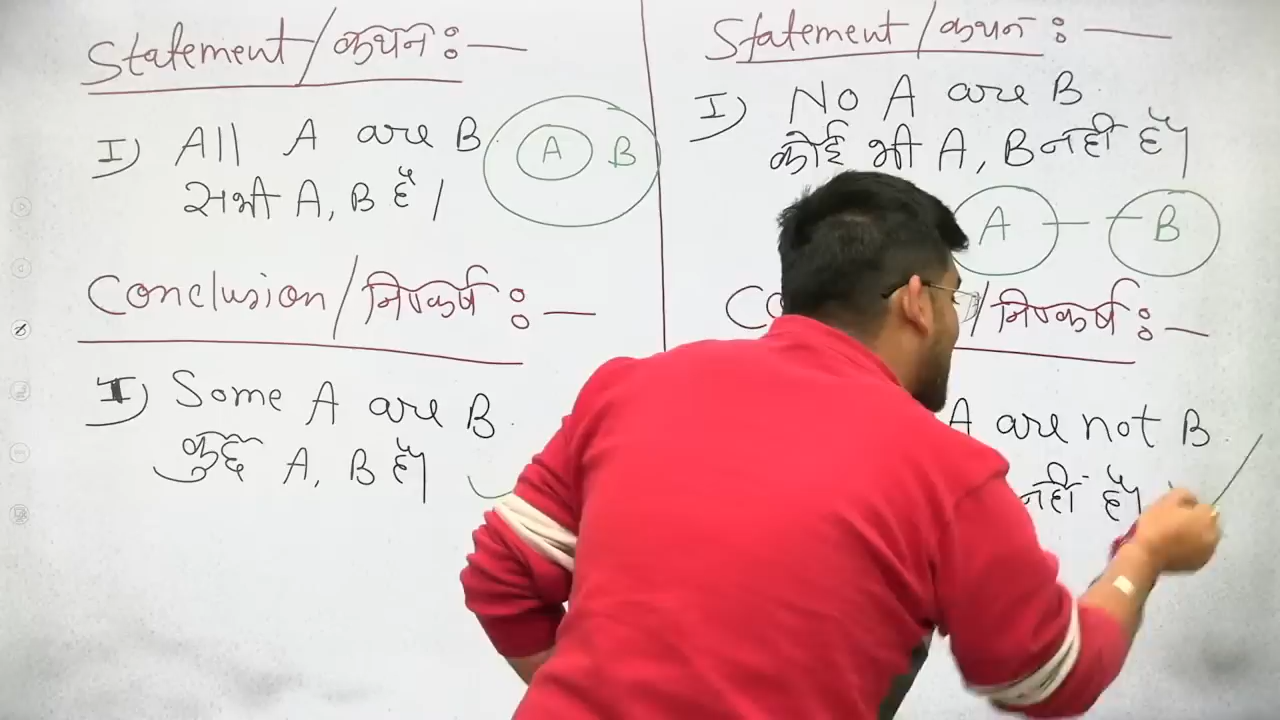 Statement/कथन :—
I) All A are B
सभी A, B हैं।
A B
Conclusion/निष्कर्ष :—
I) Some A are B.
कुछ A, B हैं।
Statement/कथन :—
I) No A are B.
कोई भी A, B नही हैं।
A B
/निष्कर्ष :—
A are not B.
नही हैं।